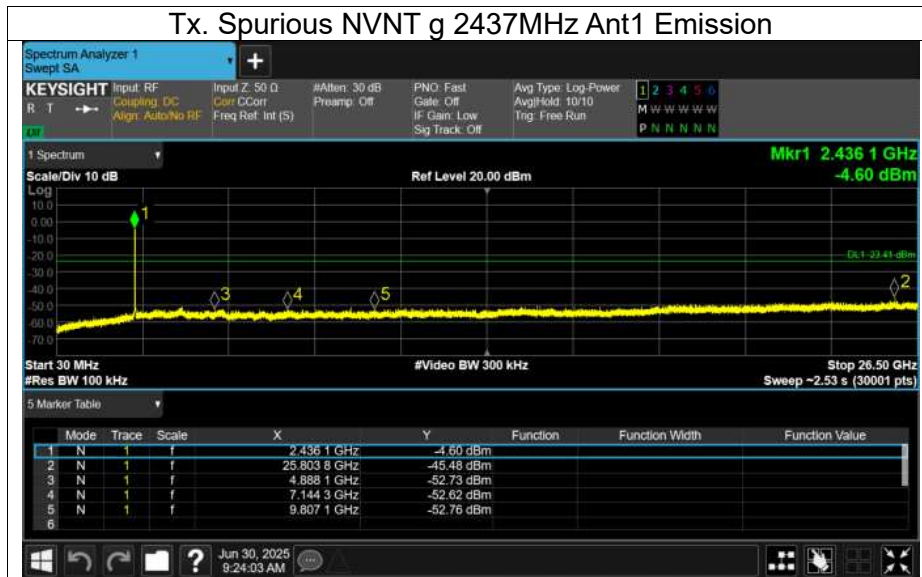 Tx. Spurious NVNT g 2437MHz Ant1 Emission
Spectrum Analyzer 1
Swept SA
+
KEYSIGHT Input: RF Input Z: 50 Ω #Atten: 30 dB PNO: Fast Avg Type: Log-Power 1 2 3 4 5 6
R T Coupling: DC Corr CCorr Preamp: Off Gate: Off Avg|Hold: 10/10 M W W W W W
Align: Auto/No RF Freq Ref: Int (S) IF Gain: Low Trig: Free Run
Sig Track: Off P N N N N N
1 Spectrum Mkr1 2.436 1 GHz
Scale/Div 10 dB Ref Level 20.00 dBm -4.60 dBm
Log
10.0
1
0.00
-10.0
-20.0 DL1 -23.41 dBm
-30.0
-40.0 2
3 4 5
-50.0
-60.0
-70.0
Start 30 MHz #Video BW 300 kHz Stop 26.50 GHz
#Res BW 100 kHz Sweep ~2.53 s (30001 pts)
5 Marker Table
Mode Trace Scale X Y Function Function Width Function Value
1 N 1 f 2.436 1 GHz -4.60 dBm
2 N 1 f 25.803 8 GHz -45.48 dBm
3 N 1 f 4.888 1 GHz -52.73 dBm
4 N 1 f 7.144 3 GHz -52.62 dBm
5 N 1 f 9.807 1 GHz -52.76 dBm
6
? Jun 30, 2025
9:24:03 AM